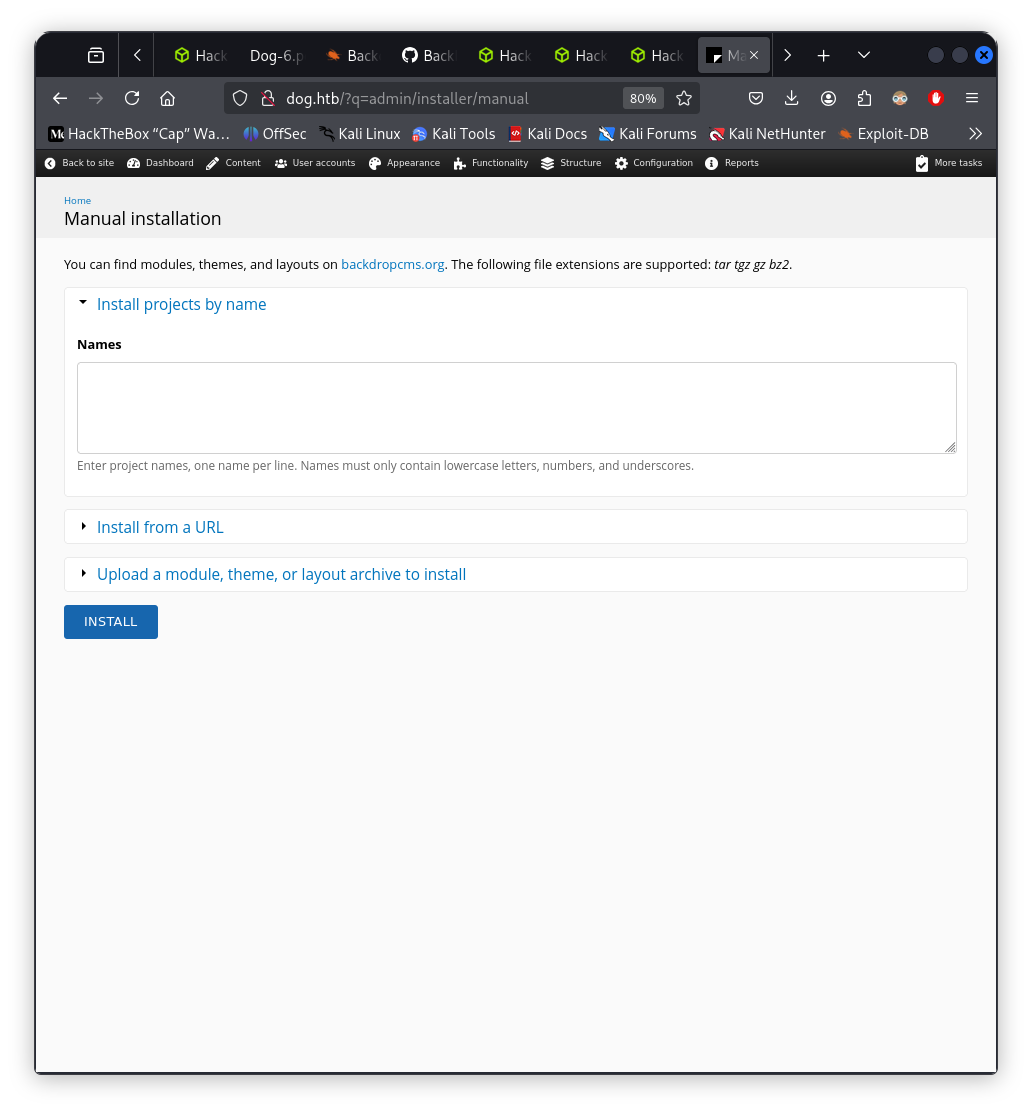 Hack
Dog-6.p
Back
Back
Hack
Hack
Hack
Ma
dog.htb/?q=admin/installer/manual
80%
HackTheBox “Cap” Wa…
OffSec
Kali Linux
Kali Tools
Kali Docs
Kali Forums
Kali NetHunter
Exploit-DB
Back to site
Dashboard
Content
User accounts
Appearance
Functionality
Structure
Configuration
Reports
More tasks
Home
Manual installation
You can find modules, themes, and layouts on backdropcms.org. The following file extensions are supported: tar tgz gz bz2.
Install projects by name
Names
Enter project names, one name per line. Names must only contain lowercase letters, numbers, and underscores.
Install from a URL
Upload a module, theme, or layout archive to install
INSTALL